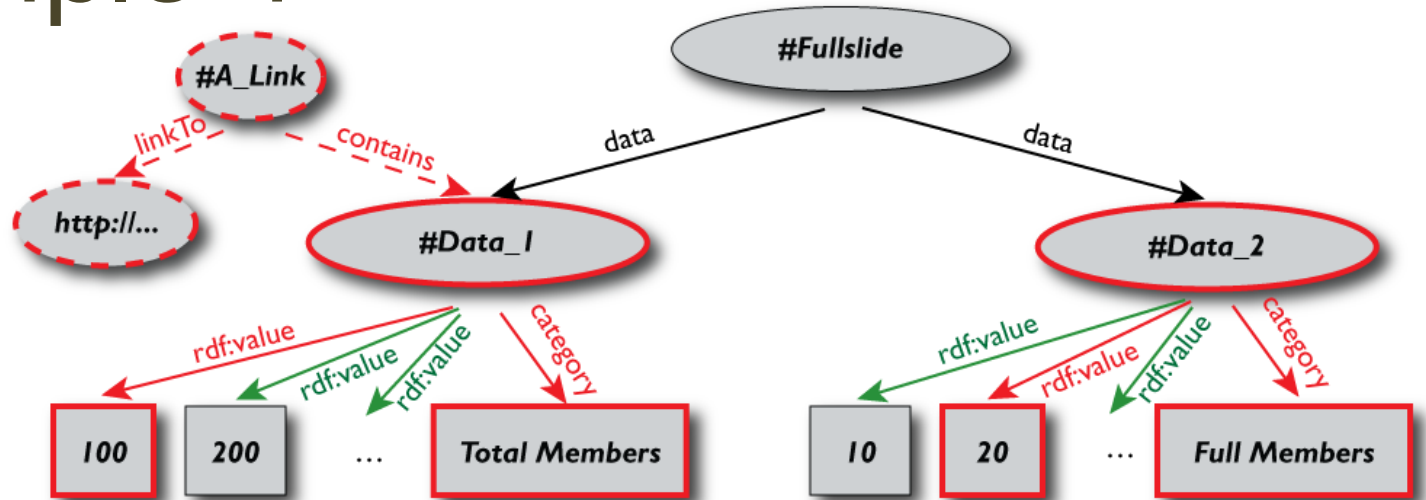 #Fullslide
#A_Link
linkTo
contains
data
data
http://...
#Data_1
#Data_2
rdf:value
rdf:value
rdf:value
category
rdf:value
rdf:value
rdf:value
category
100
200
...
Total Members
10
20
...
Full Members